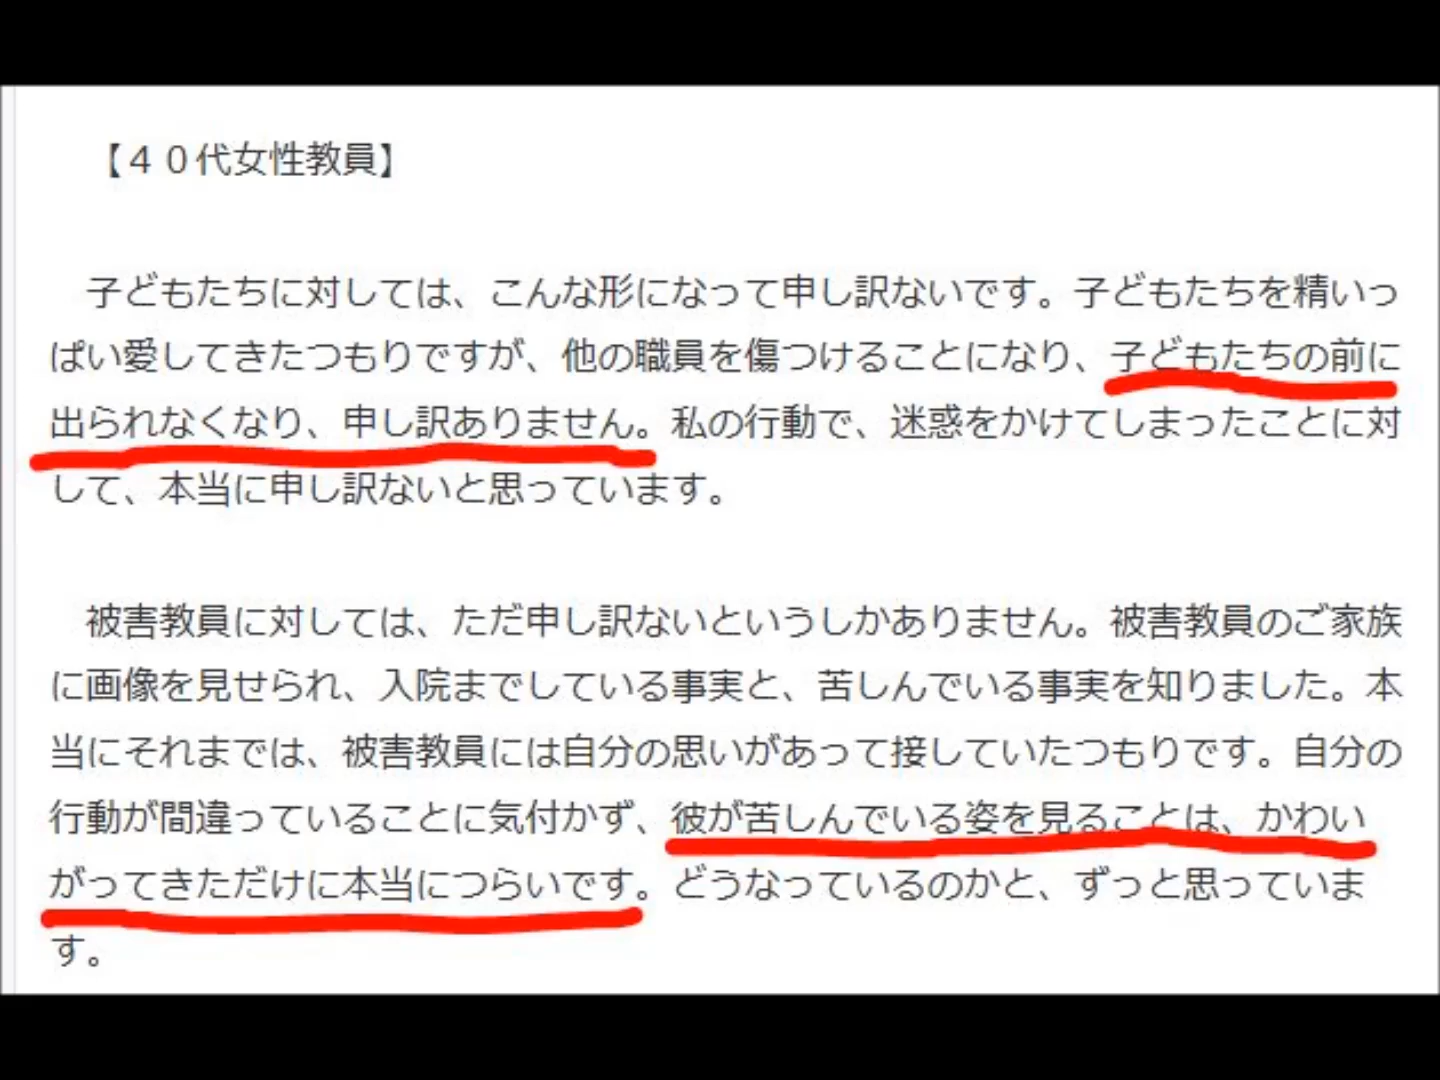 【４０代女性教員】
子どもたちに対しては、こんな形になって申し訳ないです。子どもたちを精いっ
ぱい愛してきたつもりですが、他の職員を傷つけることになり、子どもたちの前に
出られなくなり、申し訳ありません。私の行動で、迷惑をかけてしまったことに対
して、本当に申し訳ないと思っています。
被害教員に対しては、ただ申し訳ないというしかありません。被害教員のご家族
に画像を見せられ、入院までしている事実と、苦しんでいる事実を知りました。本
当にそれまでは、被害教員には自分の思いがあって接していたつもりです。自分の
行動が間違っていることに気付かず、彼が苦しんでいる姿を見ることは、かわい
がってきただけに本当につらいです。どうなっているのかと、ずっと思っていま
す。